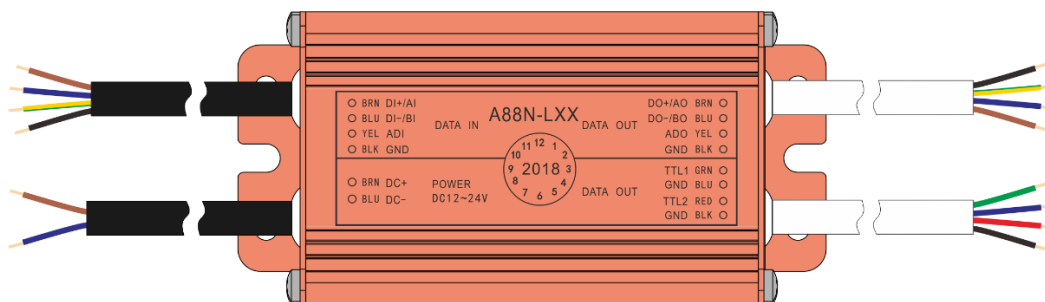 BRN DI+/AI
BLU DI-/BI
YEL ADI
BLK GND
DATA IN
A88N-LXX
DATA OUT
DO+/AO BRN
DO-/BO BLU
ADO YEL
GND BLK
12 1 2 3 4 5 6 7 8 9 10 11
2018
BRN DC+
BLU DC-
POWER
DC12~24V
DATA OUT
TTL1 GRN
GND BLU
TTL2 RED
GND BLK